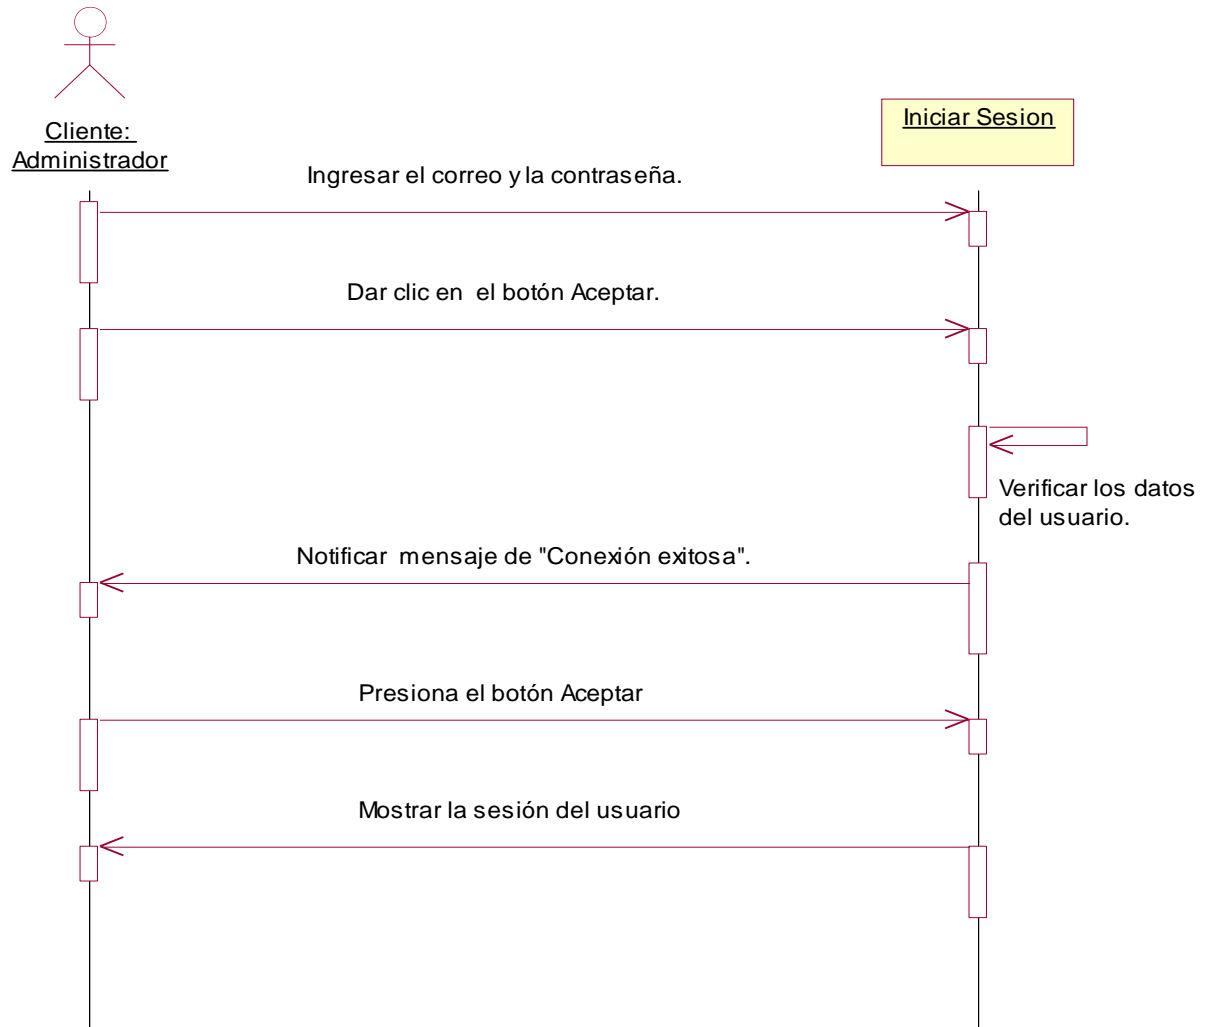 Cliente:
Administrador
Iniciar Sesion
Ingresar el correo y la contraseña.
Dar clic en  el botón Aceptar.
Verificar los datos
del usuario.
Notificar  mensaje de "Conexión exitosa".
Presiona el botón Aceptar
Mostrar la sesión del usuario